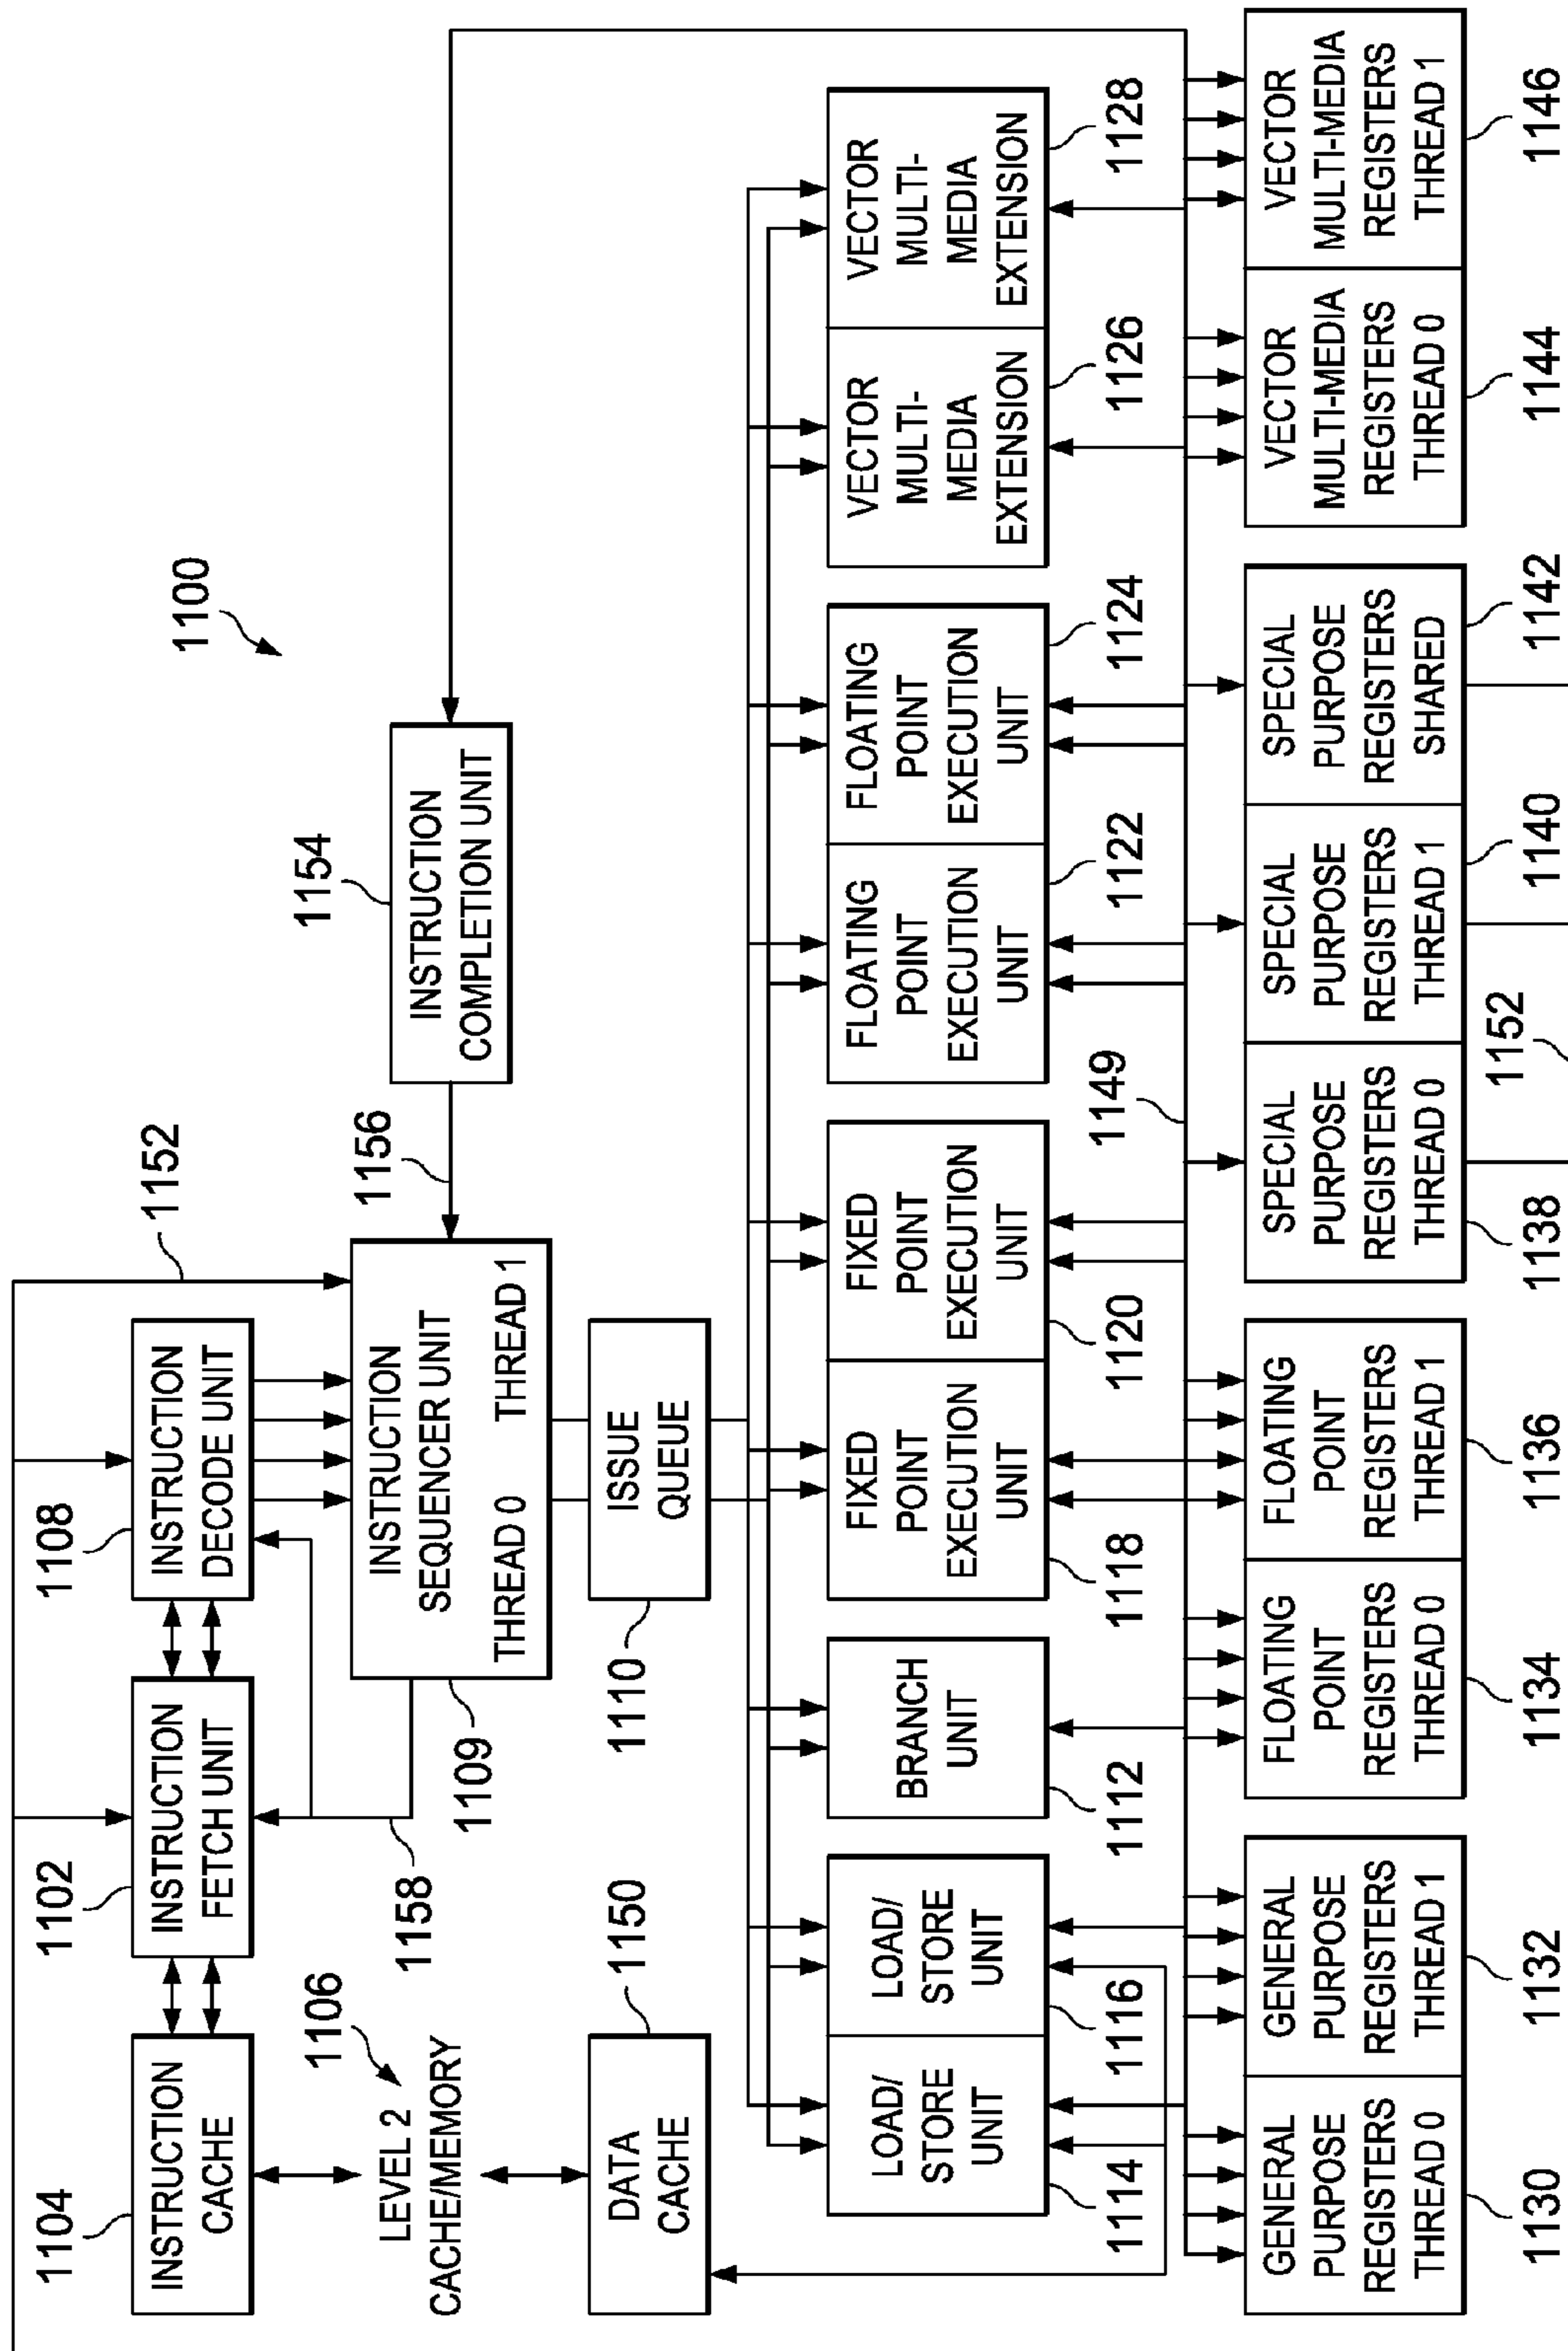 1100
1152
1104
INSTRUCTION
CACHE
1102
INSTRUCTION
FETCH UNIT
1108
INSTRUCTION
DECODE UNIT
1154
INSTRUCTION
COMPLETION UNIT
1156
1106
LEVEL 2
CACHE/MEMORY
1158
1109
INSTRUCTION
SEQUENCER UNIT
THREAD 0
THREAD 1
1150
DATA
CACHE
1110
ISSUE
QUEUE
LOAD/
STORE
UNIT
1114
LOAD/
STORE
UNIT
1116
BRANCH
UNIT
1112
FIXED
POINT
EXECUTION
UNIT
1118
FIXED
POINT
EXECUTION
UNIT
1120
FLOATING
POINT
EXECUTION
UNIT
1122
FLOATING
POINT
EXECUTION
UNIT
1124
VECTOR
MULTI-
MEDIA
EXTENSION
1126
VECTOR
MULTI-
MEDIA
EXTENSION
1128
1149
GENERAL
PURPOSE
REGISTERS
THREAD 0
1130
GENERAL
PURPOSE
REGISTERS
THREAD 1
1132
FLOATING
POINT
REGISTERS
THREAD 0
1134
FLOATING
POINT
REGISTERS
THREAD 1
1136
SPECIAL
PURPOSE
REGISTERS
THREAD 0
1138
SPECIAL
PURPOSE
REGISTERS
THREAD 1
1140
SPECIAL
PURPOSE
REGISTERS
SHARED
1142
VECTOR
MULTI-MEDIA
REGISTERS
THREAD 0
1144
VECTOR
MULTI-MEDIA
REGISTERS
THREAD 1
1146
1152